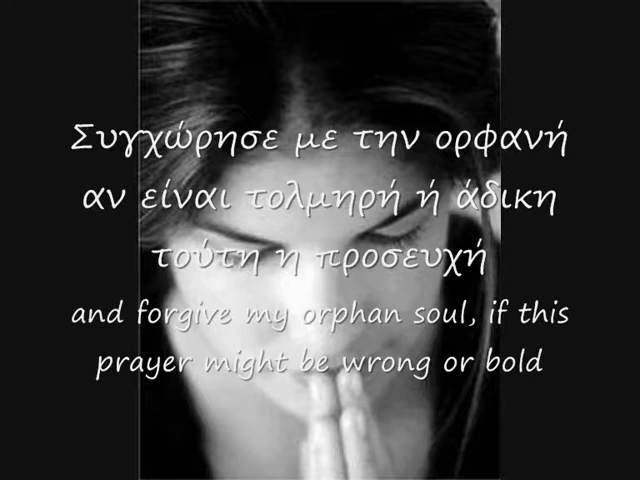 Συγχώρησε με την ορφανή
αν είναι τολμηρή ή άδικη
τούτη η προσευχή
and forgive my orphan soul, if this
prayer might be wrong or bold